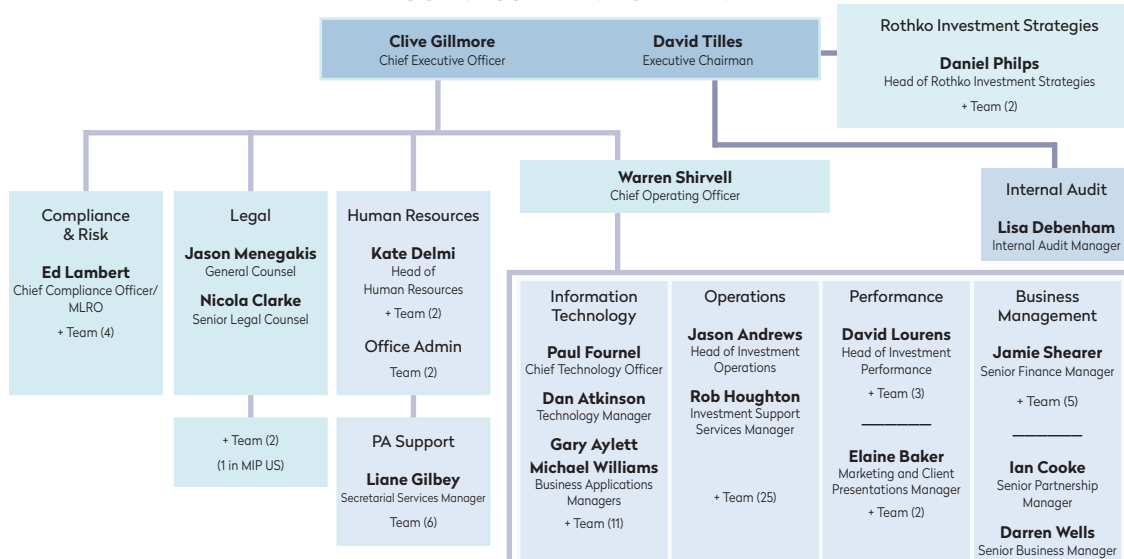 Clive Gillmore
Chief Executive Officer
David Tilles
Executive Chairman
Rothko Investment Strategies
Daniel Philps
Head of Rothko Investment Strategies
+ Team (2)
Warren Shirvell
Chief Operating Officer
Internal Audit
Lisa Debenham
Internal Audit Manager
Compliance
& Risk
Ed Lambert
Chief Compliance Officer/
MLRO
+ Team (4)
Legal
Jason Menegakis
General Counsel
Nicola Clarke
Senior Legal Counsel
+ Team (2)
(1 in MIP US)
Human Resources
Kate Delmi
Head of
Human Resources
+ Team (2)
Office Admin
Team (2)
PA Support
Liane Gilbey
Secretarial Services Manager
Team (6)
Information
Technology
Paul Fournel
Chief Technology Officer
Dan Atkinson
Technology Manager
Gary Aylett
Michael Williams
Business Applications
Managers
+ Team (11)
Operations
Jason Andrews
Head of Investment
Operations
Rob Houghton
Investment Support
Services Manager
+ Team (25)
Performance
David Lourens
Head of Investment
Performance
+ Team (3)
Elaine Baker
Marketing and Client
Presentations Manager
+ Team (2)
Business
Management
Jamie Shearer
Senior Finance Manager
+ Team (5)
Ian Cooke
Senior Partnership
Manager
Darren Wells
Senior Business Manager